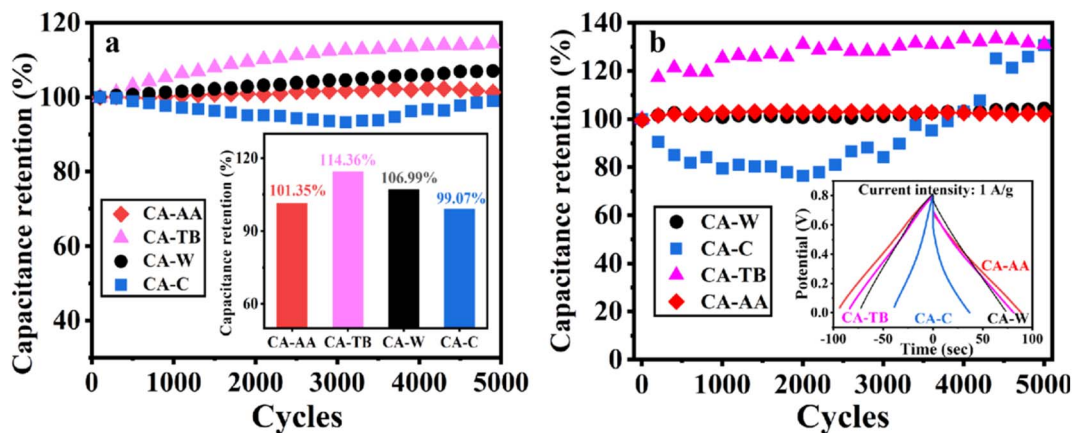 a
120
100
80
60
40
Capacitance retention (%)
0
1000
2000
3000
4000
5000
Cycles
CA-AA
CA-TB
CA-W
CA-C
Capacitance retention (%)
120
90
60
101.35%
114.36%
106.99%
99.07%
CA-AA
CA-TB
CA-W
CA-C
b
140
120
100
80
60
40
20
0
Capacitance retention (%)
0
1000
2000
3000
4000
5000
Cycles
CA-W
CA-C
CA-TB
CA-AA
Current intensity: 1 A/g
Potential (V)
0.8
0.6
0.4
0.2
0.0
CA-AA
CA-TB
CA-C
CA-W
-100
-50
0
50
100
Time (sec)